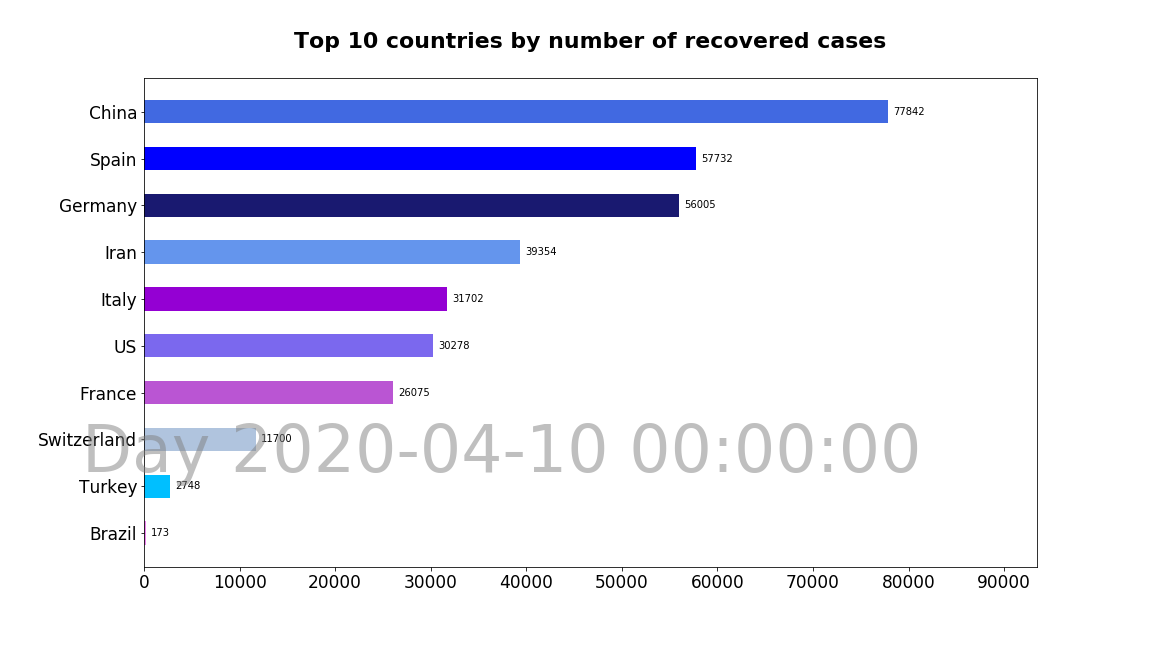 Top 10 countries by number of recovered cases
China 77842
Spain 57732
Germany 56005
Iran 39354
Italy 31702
US 30278
France 26075
Switzerland 11700
Day 2020-04-10 00:00:00
Turkey 2748
Brazil 173
0 10000 20000 30000 40000 50000 60000 70000 80000 90000